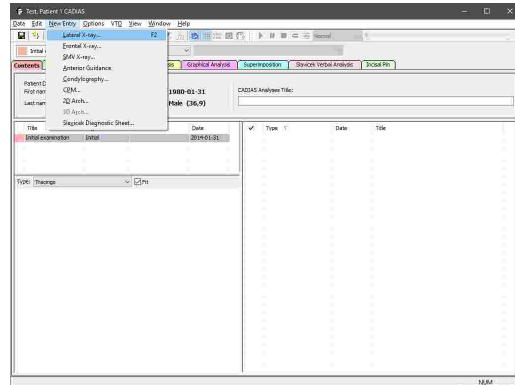 Test, Patient 1 CADIAS
Date Edit New Entry Options VTO View Window Help
Lateral X-ray... F2
Frontal X-ray...
SMV X-ray...
Anterior Guidance
Condylography...
CPM...
2D Arch...
3D Arch...
Slavicek Diagnostic Sheet...
Normal
Initial
Contents
Graphical Analysis
Superimposition
Slavicek Verbal Analysis
Incisal Pin
Patient D
First nam
1980-01-31
CADIAS Analyses Title:
Last nam
Male (36,9)
Title
Date
Type
Date
Title
Initial examination Initial 2014-01-31
Type: Tracings
Fit
NUM